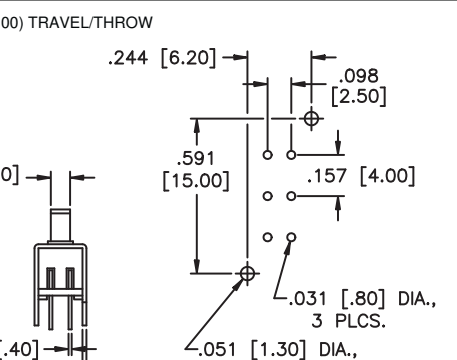 00) TRAVEL/THROW
.244 [6.20]
.098
[2.50]
.591
[15.00]
.157 [4.00]
0]
.031 [.80] DIA.,
3 PLCS.
.40]
.051 [1.30] DIA.,